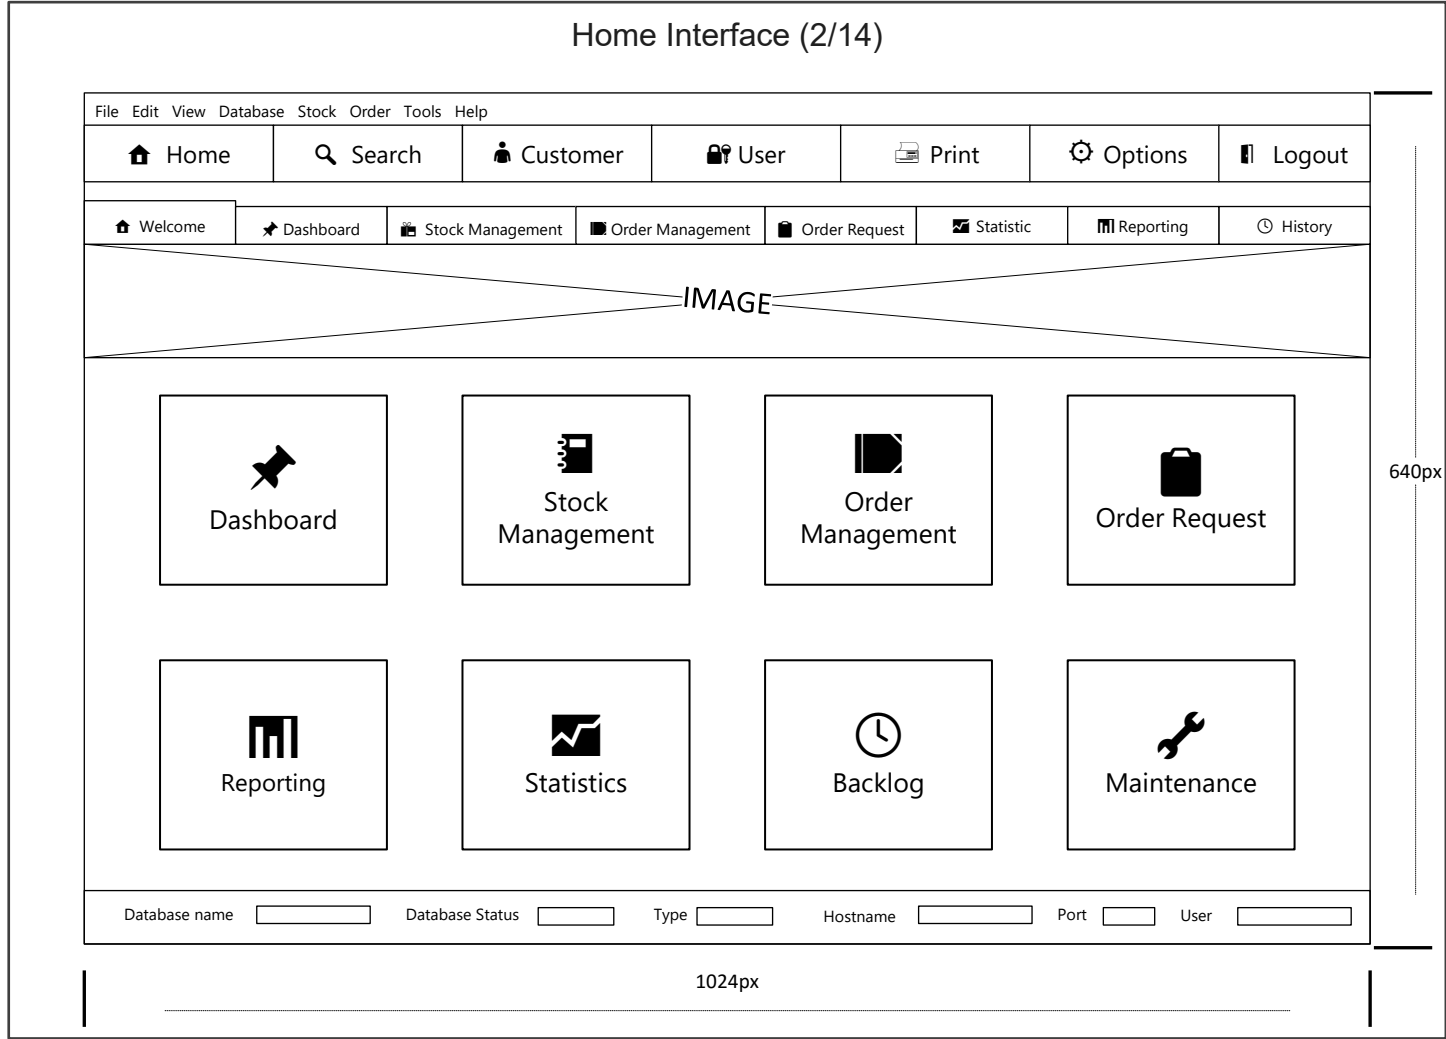 Home Interface (2/14)
File Edit View Database Stock Order Tools Help
Home Search Customer User Print Options Logout
Welcome Dashboard Stock Management Order Management Order Request Statistic Reporting History
IMAGE
Dashboard
Stock
Management
Order
Management
Order Request
640px
Reporting
Statistics
Backlog
Maintenance
Database name Database Status Type Hostname Port User
1024px